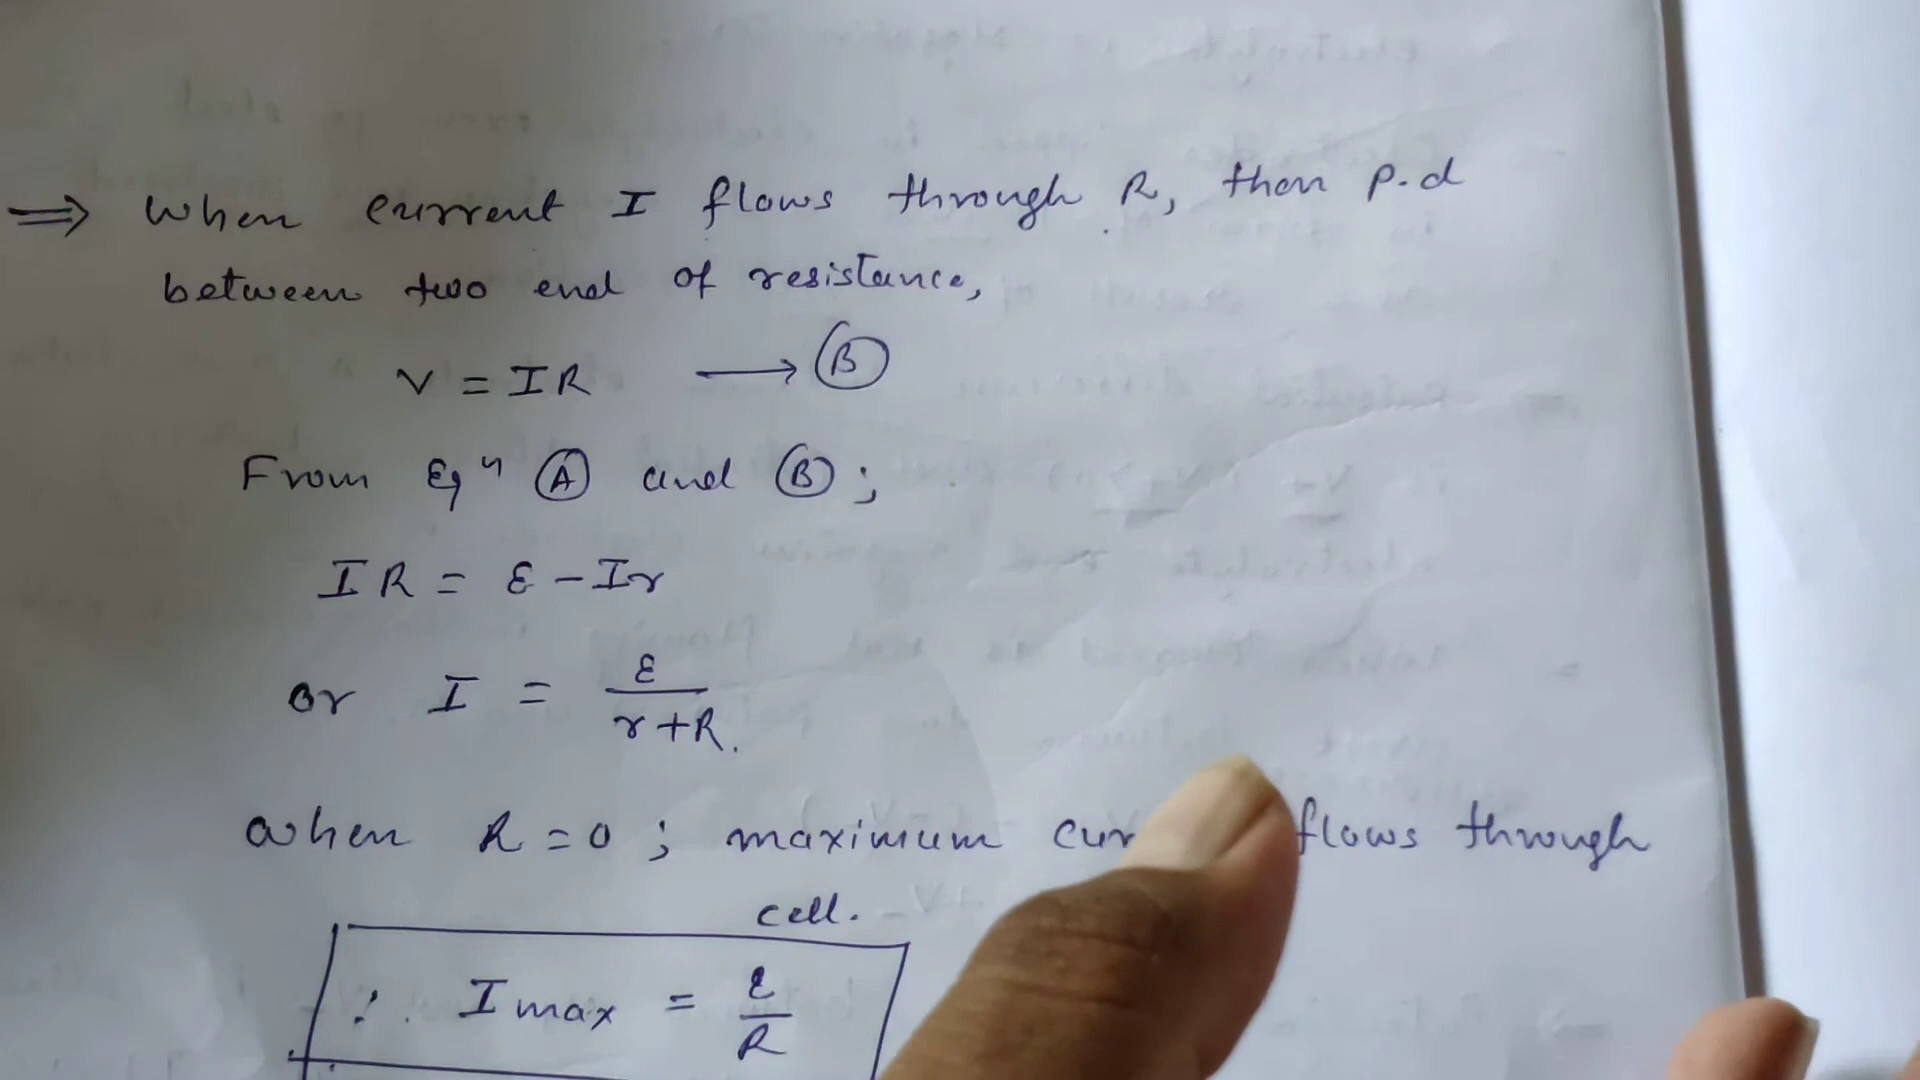 ⇒ When current I flows through R, then p.d
between two end of resistance,
V = IR → Ⓑ
From Eqⁿ Ⓐ and Ⓑ ;
IR = ε - Ir
or I = ε / r+R.
when R = 0 ; maximum flows through
cell.
∴ Imax = ε / R